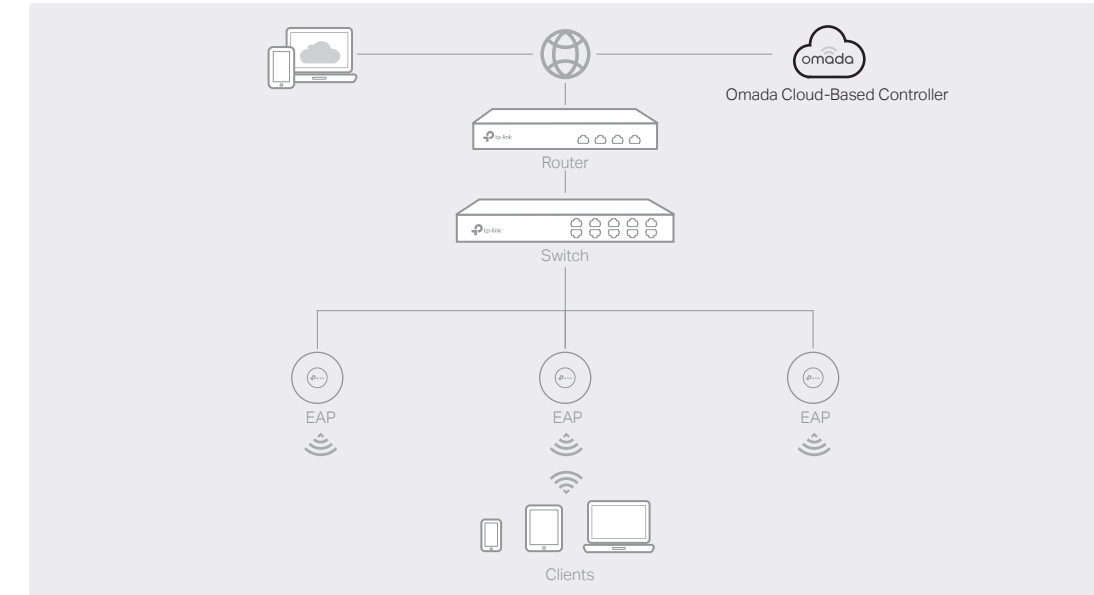 omada
Omada Cloud-Based Controller
tp-link
Router
tp-link
Switch
EAP
EAP
EAP
Clients